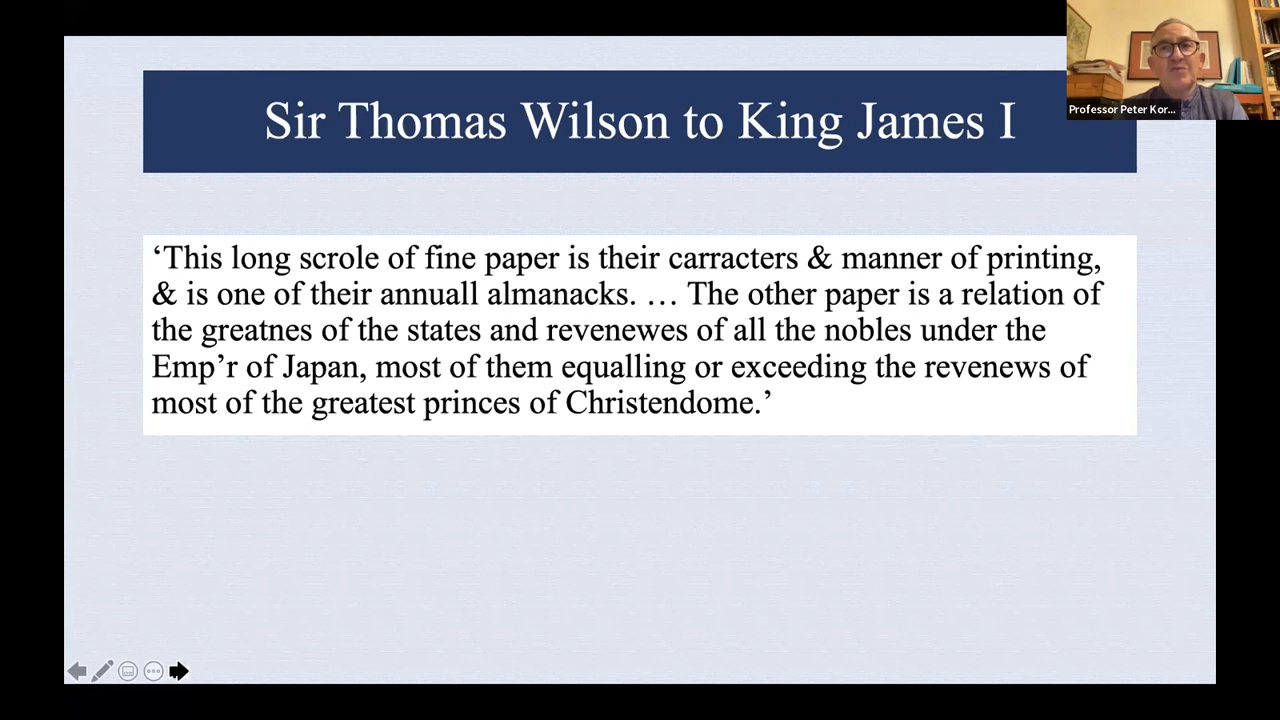 Sir Thomas Wilson to King James I
Professor Peter Kor...
‘This long scrole of fine paper is their carracters & manner of printing,
& is one of their annuall almanacks. … The other paper is a relation of
the greatnes of the states and revenewes of all the nobles under the
Emp’r of Japan, most of them equalling or exceeding the revenews of
most of the greatest princes of Christendome.’